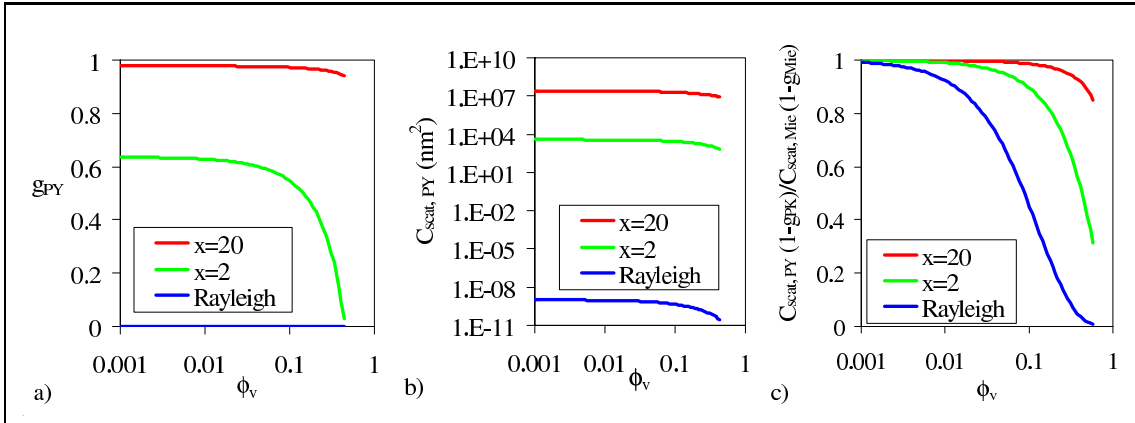 1
0.8
0.6
0.4
0.2
0
gPY
x=20
x=2
Rayleigh
0.001
0.01
0.1
1
ϕv
a)
1.E+10
1.E+07
1.E+04
1.E+01
1.E-02
1.E-05
1.E-08
1.E-11
Cscat, PY (nm2)
x=20
x=2
Rayleigh
0.001
0.01
0.1
1
ϕv
b)
1
0.8
0.6
0.4
0.2
0
Cscat, PY (1-gPK)/Cscat, Mie (1-gMie)
x=20
x=2
Rayleigh
0.001
0.01
0.1
1
ϕv
c)